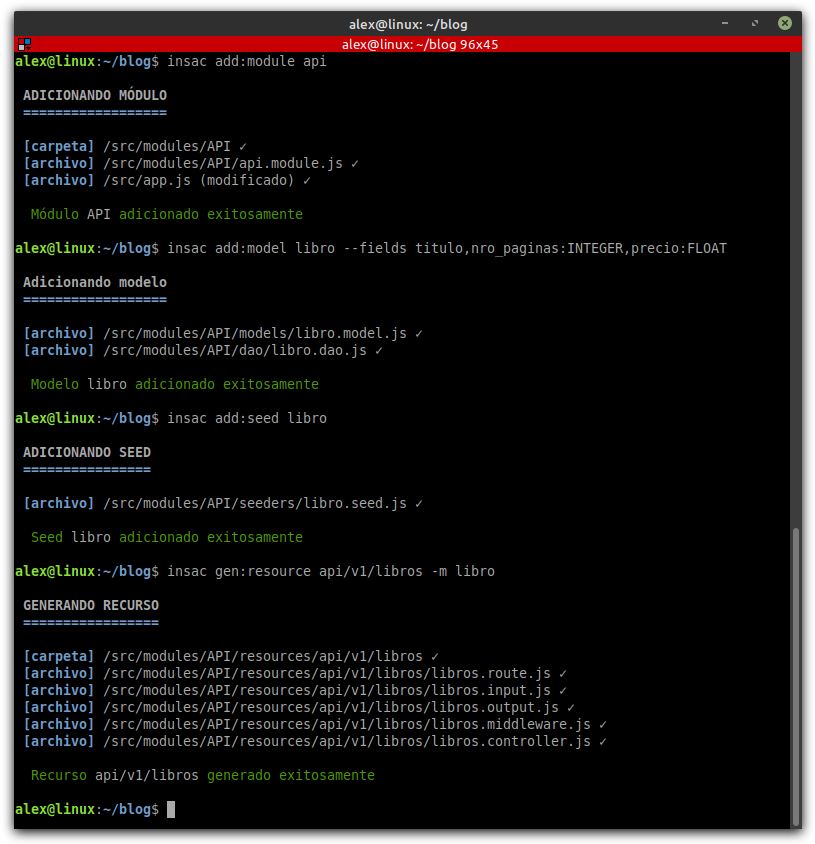 alex@linux: ~/blog
alex@linux: ~/blog 96x45
alex@linux:~/blog$ insac add:module api
ADICIONANDO MÓDULO
==================
[carpeta] /src/modules/API ✓
[archivo] /src/modules/API/api.module.js ✓
[archivo] /src/app.js (modificado) ✓
Módulo API adicionado exitosamente
alex@linux:~/blog$ insac add:model libro --fields titulo,nro_paginas:INTEGER,precio:FLOAT
Adicionando modelo
==================
[archivo] /src/modules/API/models/libro.model.js ✓
[archivo] /src/modules/API/dao/libro.dao.js ✓
Modelo libro adicionado exitosamente
alex@linux:~/blog$ insac add:seed libro
ADICIONANDO SEED
================
[archivo] /src/modules/API/seeders/libro.seed.js ✓
Seed libro adicionado exitosamente
alex@linux:~/blog$ insac gen:resource api/v1/libros -m libro
GENERANDO RECURSO
=================
[carpeta] /src/modules/API/resources/api/v1/libros ✓
[archivo] /src/modules/API/resources/api/v1/libros/libros.route.js ✓
[archivo] /src/modules/API/resources/api/v1/libros/libros.input.js ✓
[archivo] /src/modules/API/resources/api/v1/libros/libros.output.js ✓
[archivo] /src/modules/API/resources/api/v1/libros/libros.middleware.js ✓
[archivo] /src/modules/API/resources/api/v1/libros/libros.controller.js ✓
Recurso api/v1/libros generado exitosamente
alex@linux:~/blog$